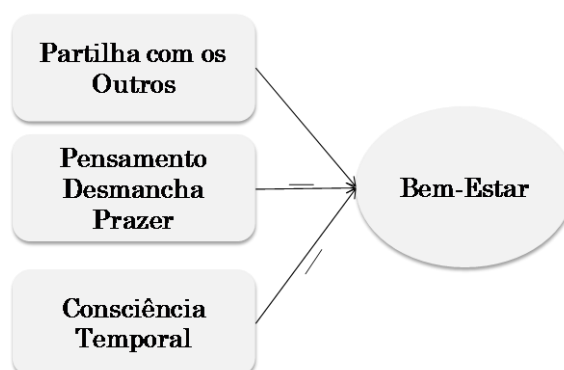 Partilha com os
Outros
Pensamento
Desmancha
Prazer
Bem-Estar
Consciência
Temporal